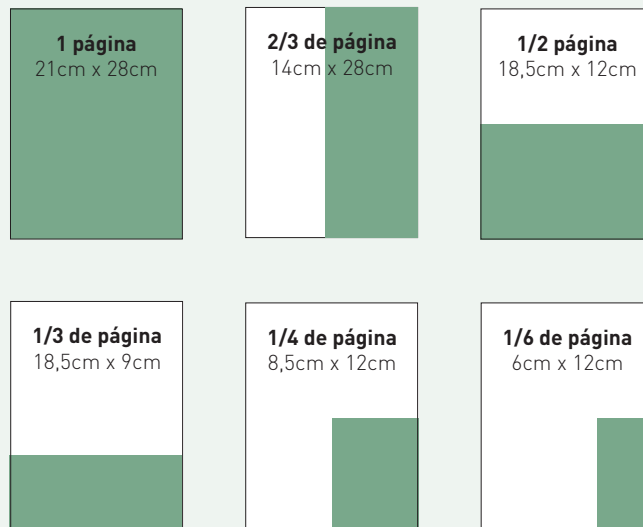 1 página
21cm x 28cm
2/3 de página
14cm x 28cm
1/2 página
18,5cm x 12cm
1/3 de página
18,5cm x 9cm
1/4 de página
8,5cm x 12cm
1/6 de página
6cm x 12cm